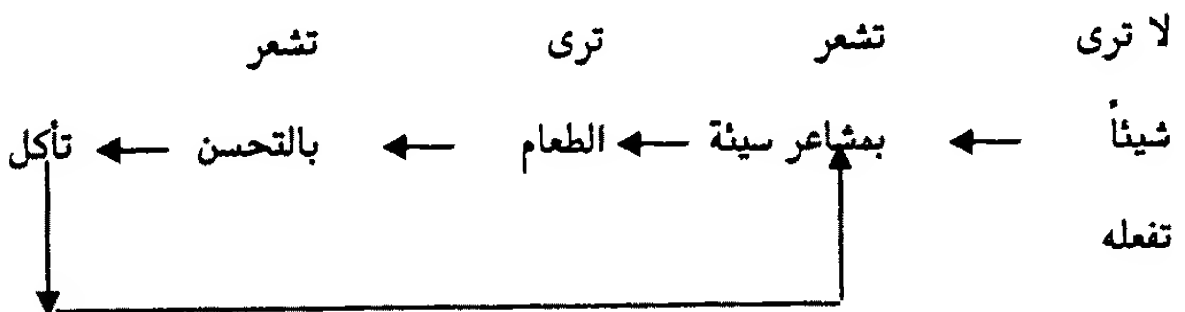 لا ترى تشعر ترى تشعر
شيئاً بمشاعر سيئة الطعام بالتحسن تأكل
تفعله